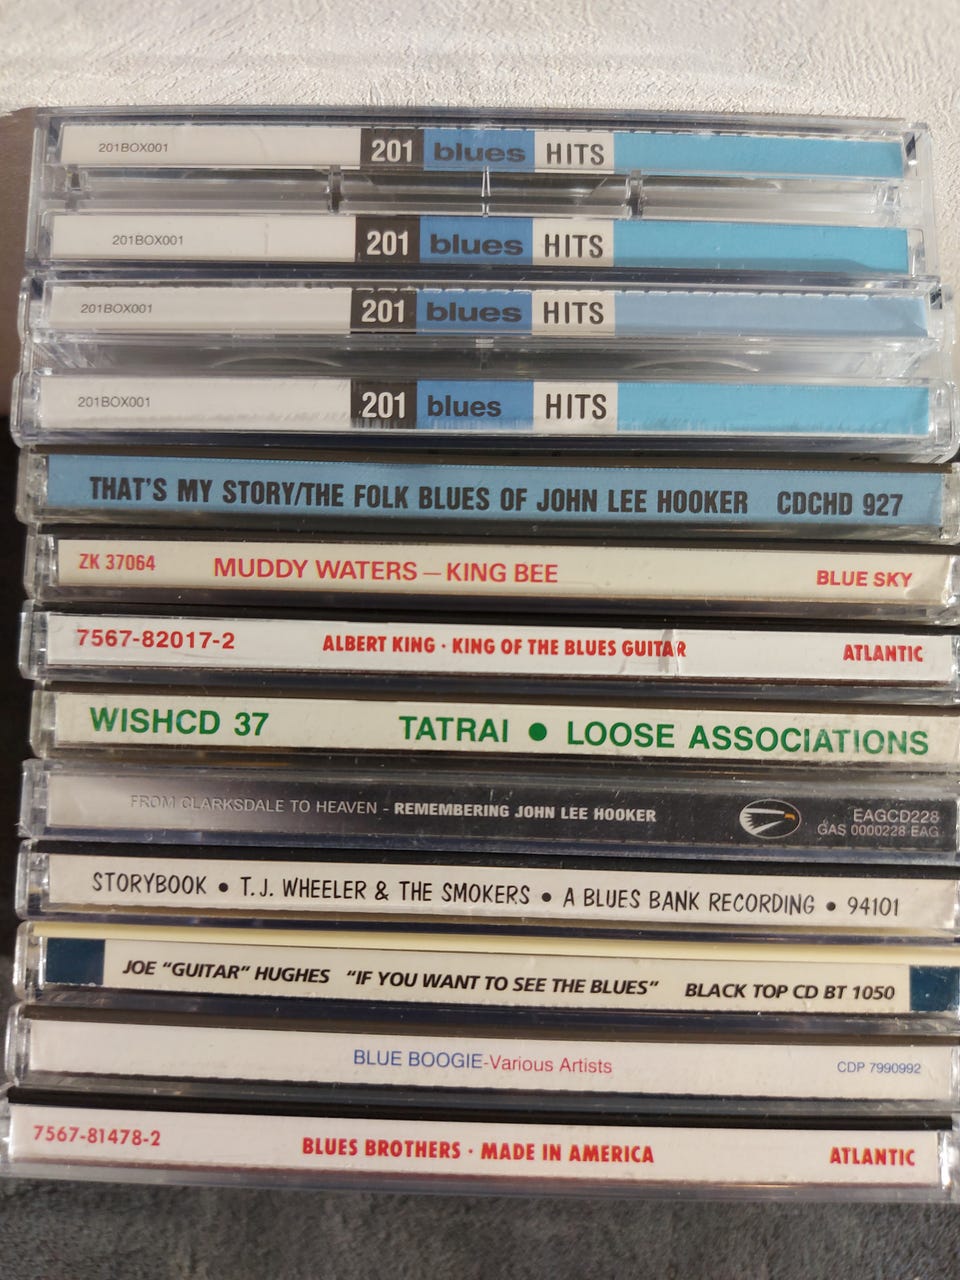 201BOX001 201 blues HITS
201BOX001 201 blues HITS
201BOX001 201 blues HITS
201BOX001 201 blues HITS
THAT'S MY STORY/THE FOLK BLUES OF JOHN LEE HOOKER CDCHD 927
ZK 37064 MUDDY WATERS – KING BEE BLUE SKY
7567-82017-2 ALBERT KING · KING OF THE BLUES GUITAR ATLANTIC
WISHCD 37 TATRAI ● LOOSE ASSOCIATIONS
FROM CLARKSDALE TO HEAVEN - REMEMBERING JOHN LEE HOOKER EAGCD228
GAS 0000228 EAG
STORYBOOK ● T.J. WHEELER & THE SMOKERS ● A BLUES BANK RECORDING ● 94101
JOE "GUITAR" HUGHES "IF YOU WANT TO SEE THE BLUES" BLACK TOP CD BT 1050
BLUE BOOGIE-Various Artists CDP 7990992
7567-81478-2 BLUES BROTHERS · MADE IN AMERICA ATLANTIC